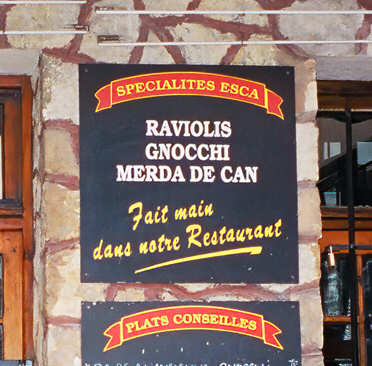 SPECIALITES ESCA
RAVIOLIS
GNOCCHI
MERDA DE CAN
Fait main
dans notre Restaurant
PLATS CONSEILLES